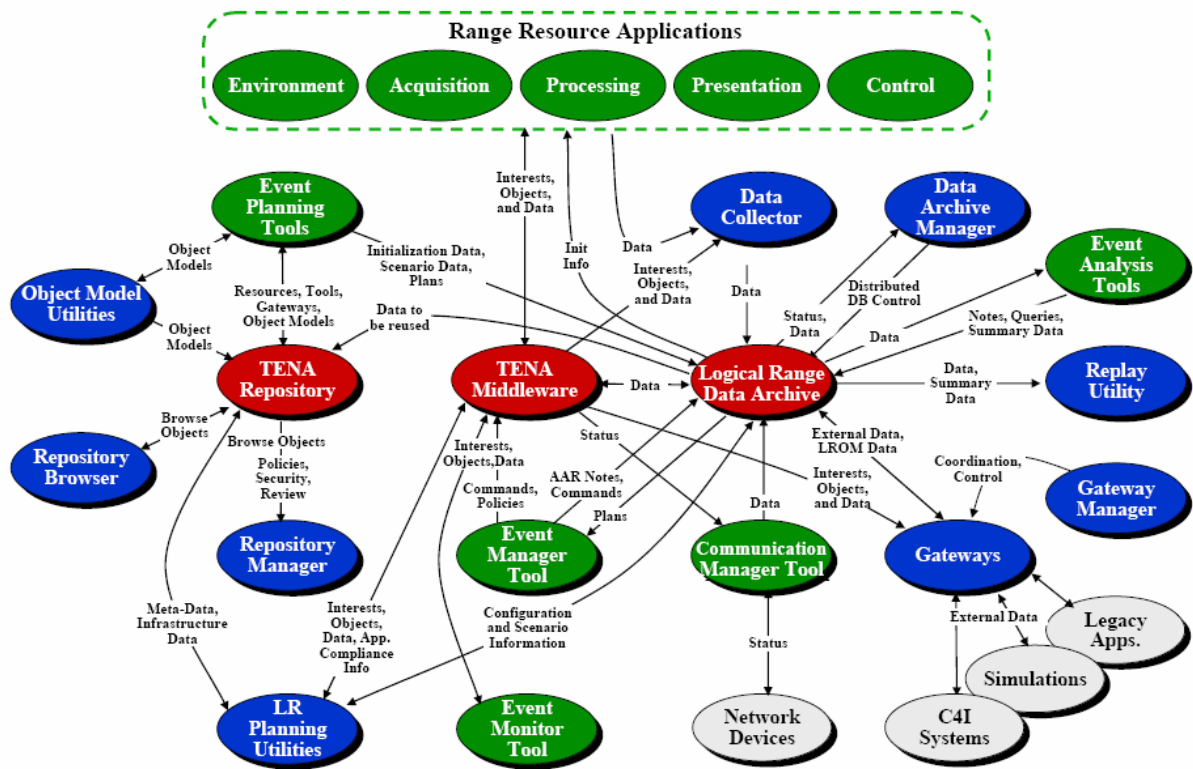 Range Resource Applications
Environment
Acquisition
Processing
Presentation
Control
Interests,
Objects,
and Data
Init
Info
Data
Event
Planning
Tools
Data
Collector
Data
Archive
Manager
Event
Analysis
Tools
Object
Models
Initialization Data,
Scenario Data,
Plans
Interests,
Objects,
and Data
Data
Distributed
DB Control
Object Model
Utilities
Resources, Tools,
Gateways,
Object Models
Data to
be reused
Status,
Data
Notes, Queries,
Summary Data
Data
Object
Models
TENA
Repository
TENA
Middleware
Data
Logical Range
Data Archive
Data,
Summary
Data
Replay
Utility
Browse
Objects
Browse Objects
Policies,
Security,
Review
Interests,
Objects,Data
Commands,
Policies
Status
AAR Notes,
Commands
Plans
Data
External Data,
LROM Data
Interests,
Objects,
and Data
Coordination,
Control
Repository
Browser
Gateway
Manager
Repository
Manager
Event
Manager
Tool
Communication
Manager Tool
Gateways
Meta-Data,
Infrastructure
Data
Interests,
Objects,
Data, App.
Compliance
Info
Configuration
and Scenario
Information
Status
External Data
Legacy
Apps.
Simulations
LR
Planning
Utilities
Event
Monitor
Tool
Network
Devices
C4I
Systems